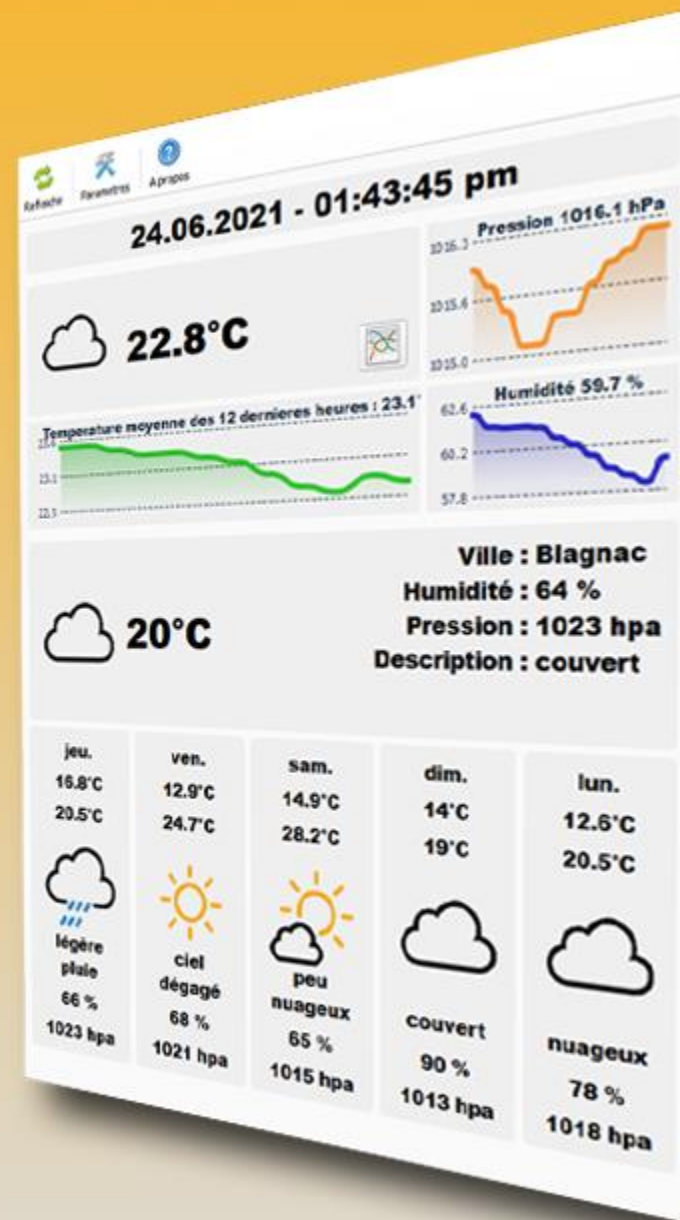 Refresche
Parametres
Apropos
24.06.2021 - 01:43:45 pm
22.8°C
Pression 1016.1 hPa
1016.3
1015.6
1015.0
Temperature moyenne des 12 dernieres heures : 23.1°
23.1
Humidité 59.7 %
62.6
60.2
57.8
20°C
Ville : Blagnac
Humidité : 64 %
Pression : 1023 hpa
Description : couvert
jeu.
16.8°C
20.5°C
légère
pluie
66 %
1023 hpa
ven.
12.9°C
24.7°C
ciel
dégagé
68 %
1021 hpa
sam.
14.9°C
28.2°C
peu
nuageux
65 %
1015 hpa
dim.
14°C
19°C
couvert
90 %
1013 hpa
lun.
12.6°C
20.5°C
nuageux
78 %
1018 hpa